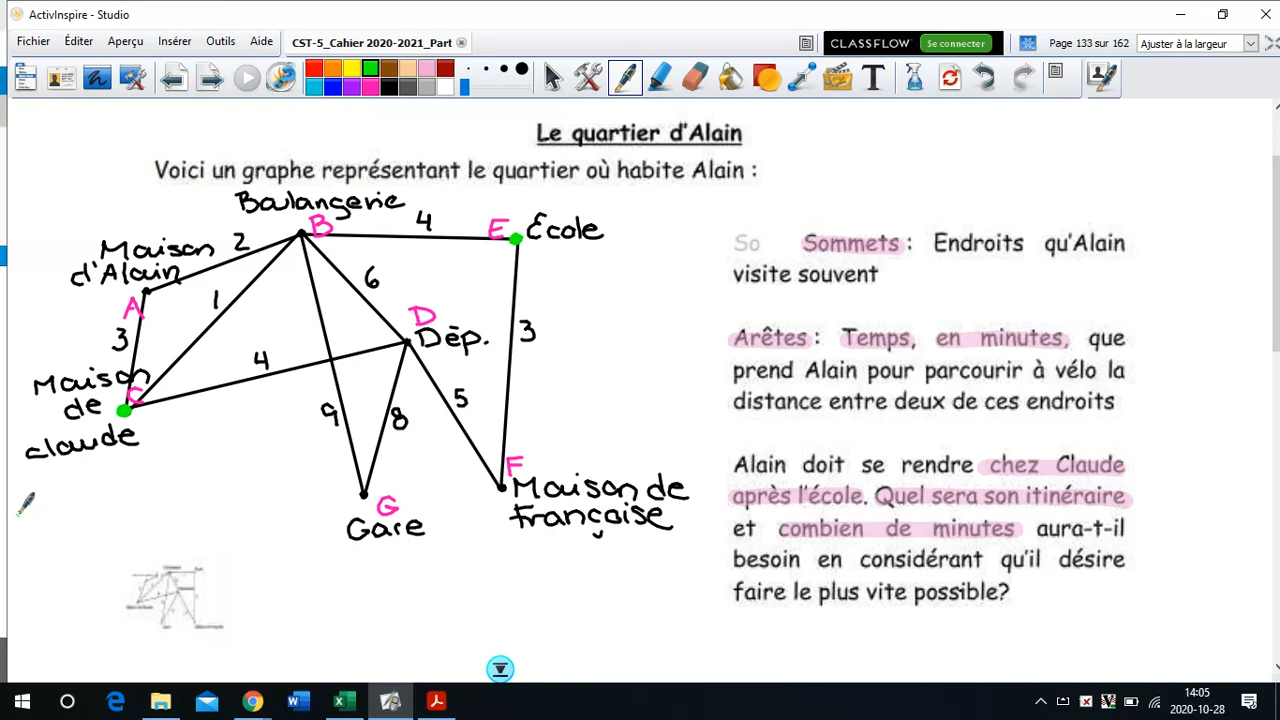 ActivInspire - Studio
Fichier Éditer Aperçu Insérer Outils Aide
CST-5_Cahier 2020-2021_Part
CLASSFLOW Se connecter
Page 133 sur 162
Ajuster à la largeur
Le quartier d'Alain
Voici un graphe représentant le quartier où habite Alain :
Boulangerie
B
4
E
École
Maison
d'Alain
2
A
1
6
D
Dép.
3
3
4
Maison
de
Claude
C
9
8
5
F
Maison de
Françoise
G
Gare
So Sommets : Endroits qu'Alain
visite souvent
Arêtes : Temps, en minutes, que
prend Alain pour parcourir à vélo la
distance entre deux de ces endroits
Alain doit se rendre chez Claude
après l'école. Quel sera son itinéraire
et combien de minutes aura-t-il
besoin en considérant qu'il désire
faire le plus vite possible?
14:05
2020-10-28